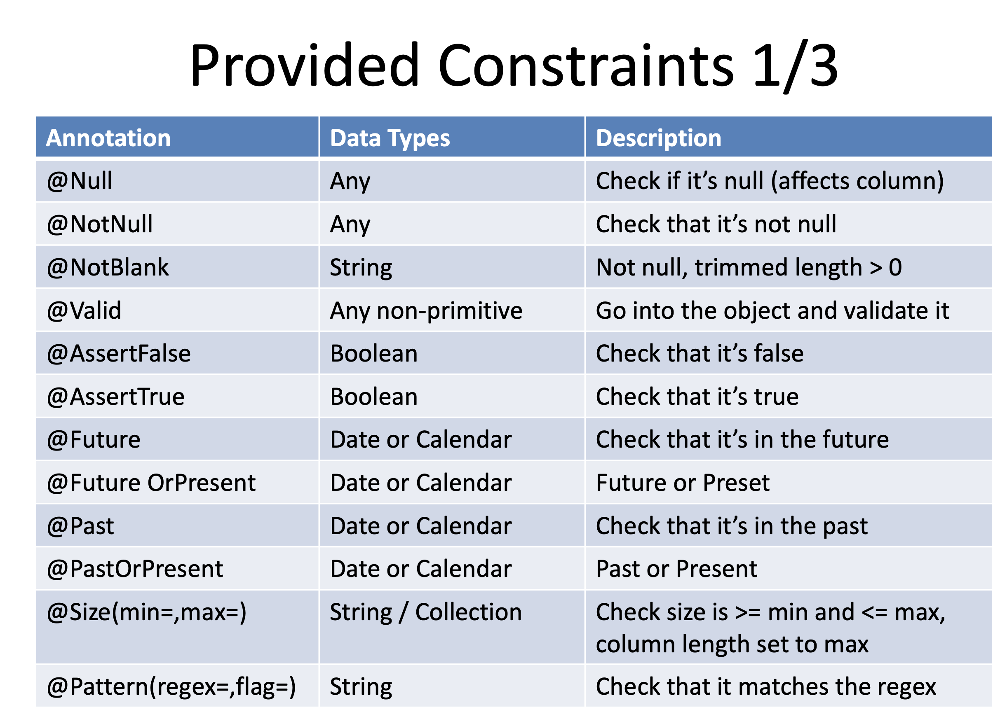 Provided Constraints 1/3
Annotation Data Types Description
@Null Any Check if it’s null (affects column)
@NotNull Any Check that it’s not null
@NotBlank String Not null, trimmed length > 0
@Valid Any non-primitive Go into the object and validate it
@AssertFalse Boolean Check that it’s false
@AssertTrue Boolean Check that it’s true
@Future Date or Calendar Check that it’s in the future
@Future OrPresent Date or Calendar Future or Preset
@Past Date or Calendar Check that it’s in the past
@PastOrPresent Date or Calendar Past or Present
@Size(min=,max=) String / Collection Check size is >= min and <= max,
column length set to max
@Pattern(regex=,flag=) String Check that it matches the regex